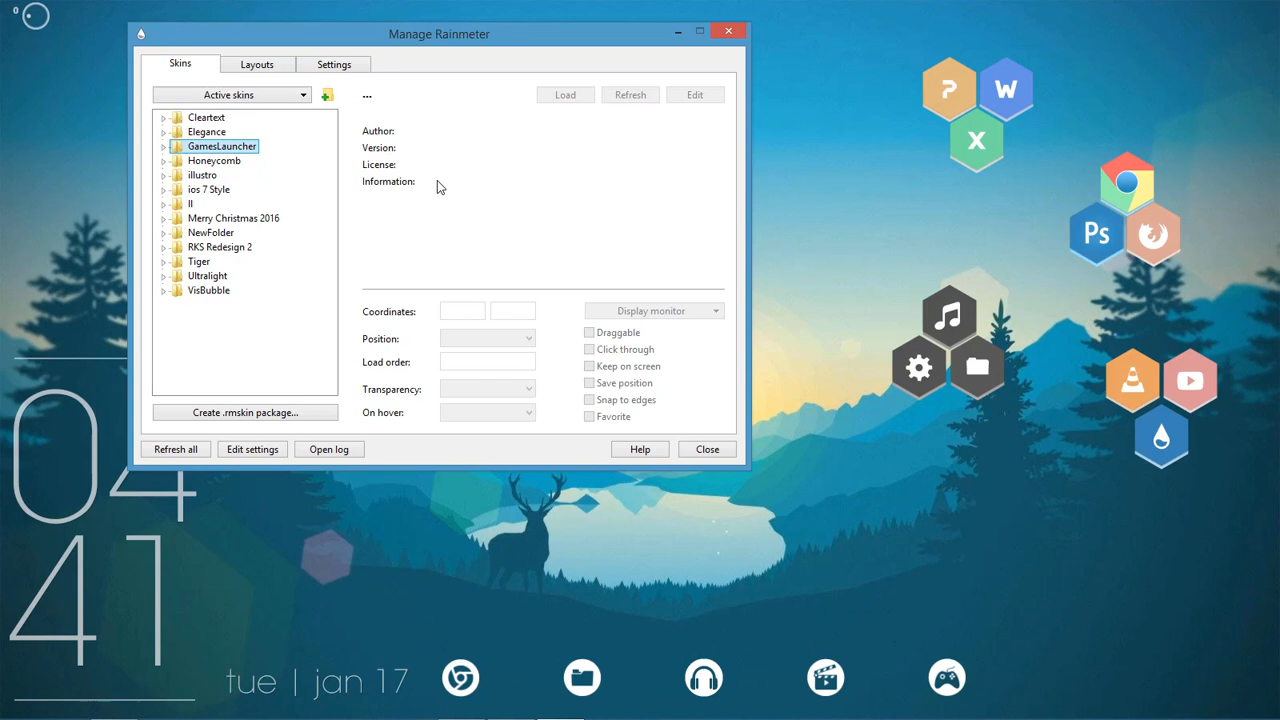 0
Manage Rainmeter
Skins
Layouts
Settings
Active skins
...
Load
Refresh
Edit
Cleartext
Elegance
GamesLauncher
Honeycomb
illustro
ios 7 Style
II
Merry Christmas 2016
NewFolder
RKS Redesign 2
Tiger
Ultralight
VisBubble
Author:
Version:
License:
Information:
Coordinates:
Display monitor
Position:
Load order:
Transparency:
On hover:
Draggable
Click through
Keep on screen
Save position
Snap to edges
Favorite
Create .rmskin package...
Refresh all
Edit settings
Open log
Help
Close
P
W
X
Ps
04
41
tue | jan 17